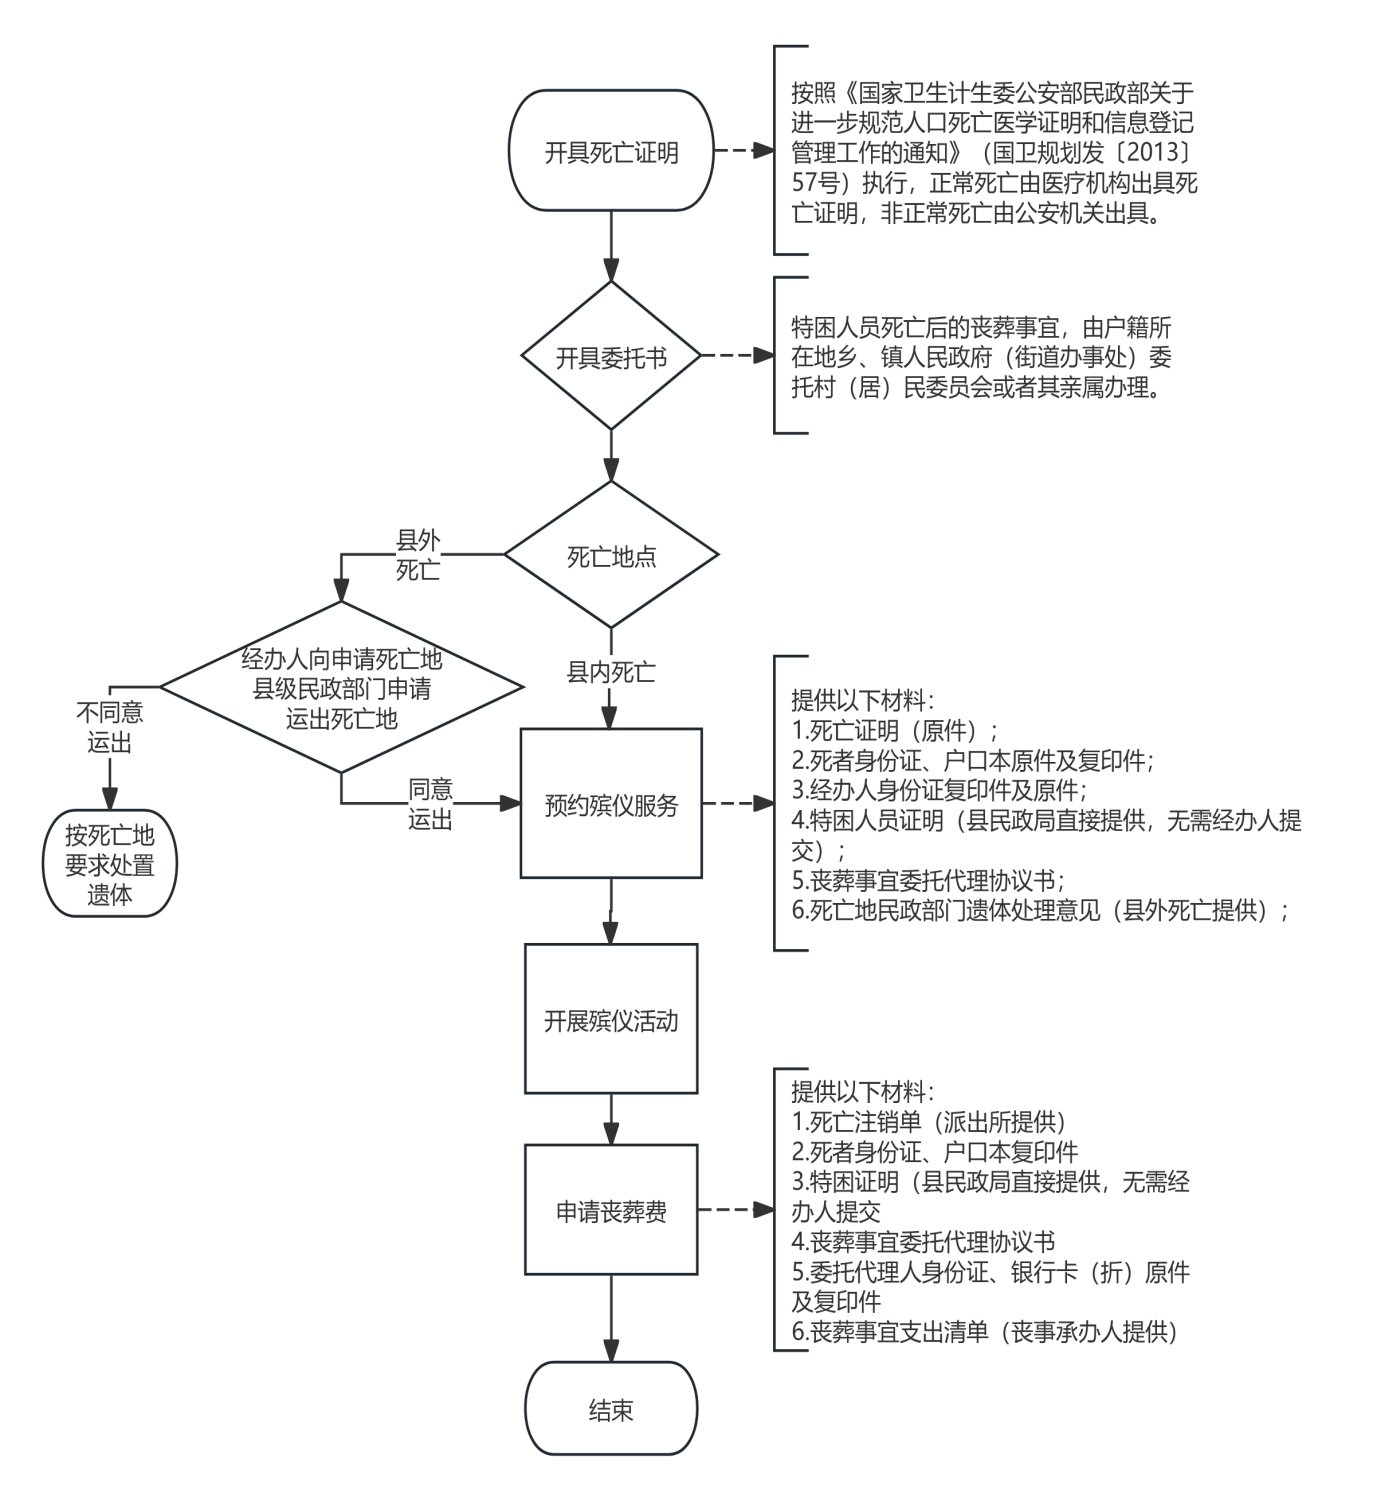 开具死亡证明
按照《国家卫生计生委公安部民政部关于
进一步规范人口死亡医学证明和信息登记
管理工作的通知》（国卫规划发〔2013〕
57号）执行，正常死亡由医疗机构出具死
亡证明，非正常死亡由公安机关出具。
开具委托书
特困人员死亡后的丧葬事宜，由户籍所
在地乡、镇人民政府（街道办事处）委
托村（居）民委员会或者其亲属办理。
死亡地点
县外
死亡
经办人向申请死亡地
县级民政部门申请
运出死亡地
县内死亡
不同意
运出
按死亡地
要求处置
遗体
同意
运出
预约殡仪服务
提供以下材料：
1.死亡证明（原件）；
2.死者身份证、户口本原件及复印件；
3.经办人身份证复印件及原件；
4.特困人员证明（县民政局直接提供，无需经办人提
交）；
5.丧葬事宜委托代理协议书；
6.死亡地民政部门遗体处理意见（县外死亡提供）；
开展殡仪活动
申请丧葬费
提供以下材料：
1.死亡注销单（派出所提供）
2.死者身份证、户口本复印件
3.特困证明（县民政局直接提供，无需经
办人提交
4.丧葬事宜委托代理协议书
5.委托代理人身份证、银行卡（折）原件
及复印件
6.丧葬事宜支出清单（丧事承办人提供）
结束